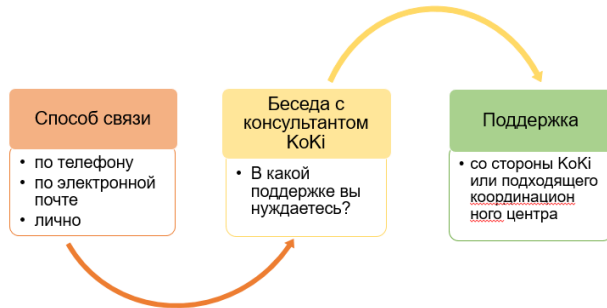 Способ связи
• по телефону
• по электронной
почте
• лично
Беседа с
консультантом
KoKi
• В какой
поддержке вы
нуждаетесь?
Поддержка
• со стороны KoKi
или подходящего
координацион
ного центра